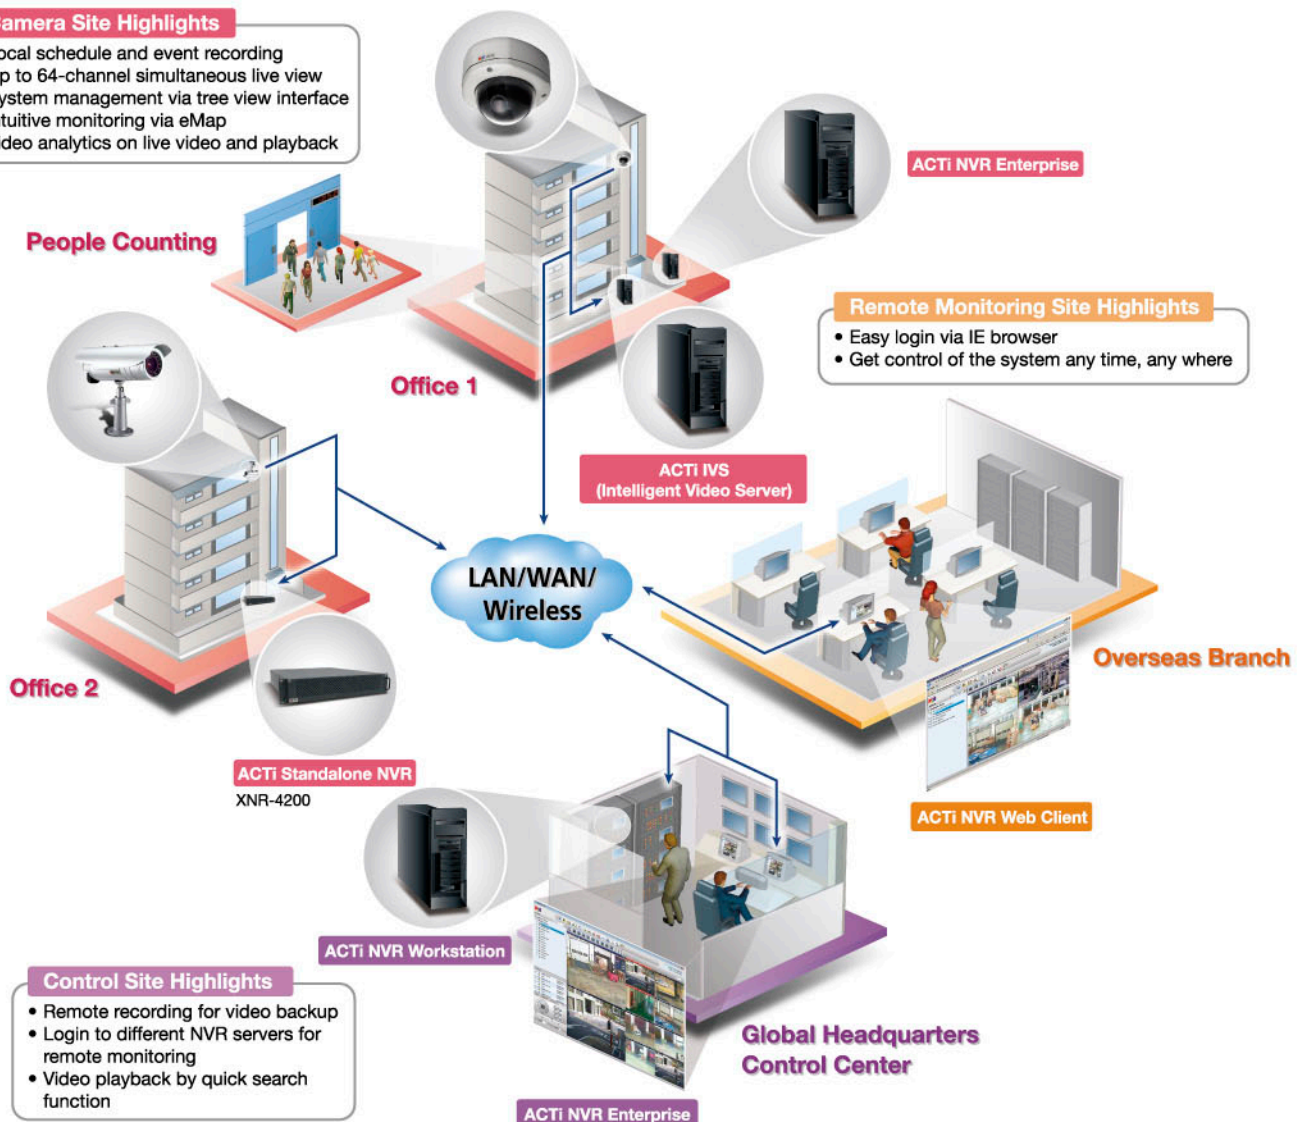 Camera Site Highlights
ocal schedule and event recording
p to 64-channel simultaneous live view
ystem management via tree view interface
tuitive monitoring via eMap
ideo analytics on live video and playback
ACTi NVR Enterprise
People Counting
Remote Monitoring Site Highlights
• Easy login via IE browser
• Get control of the system any time, any where
Office 1
ACTi IVS
(Intelligent Video Server)
LAN/WAN/
Wireless
Overseas Branch
Office 2
ACTi Standalone NVR
XNR-4200
ACTi NVR Web Client
ACTi NVR Workstation
Control Site Highlights
• Remote recording for video backup
• Login to different NVR servers for
remote monitoring
• Video playback by quick search
function
Global Headquarters
Control Center
ACTi NVR Enterprise